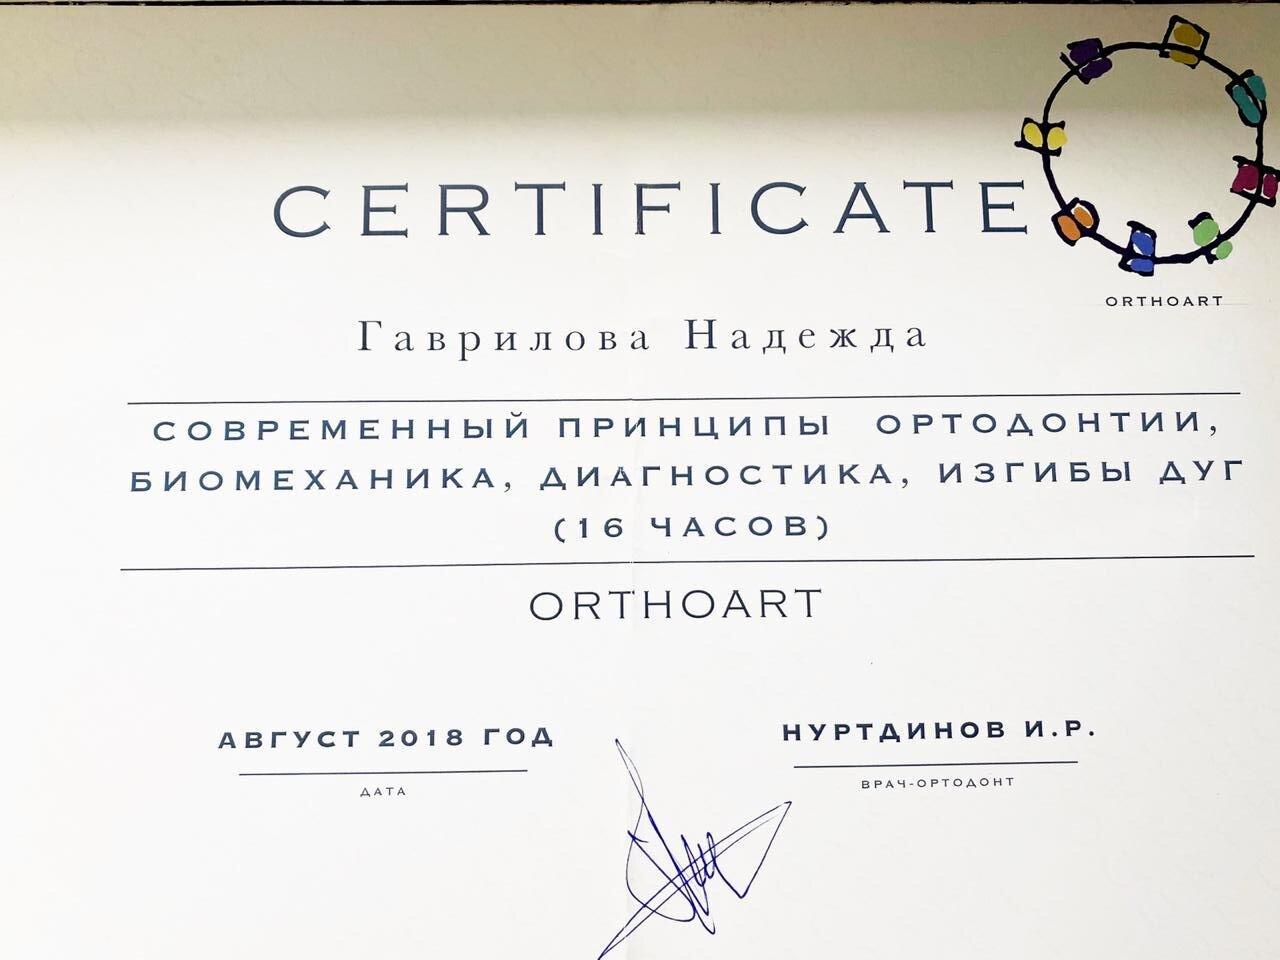 CERTIFICATE
ORTHOART
Гаврилова Надежда
СОВРЕМЕННЫЙ ПРИНЦИПЫ ОРТОДОНТИИ,
БИОМЕХАНИКА, ДИАГНОСТИКА, ИЗГИБЫ ДУГ
(16 ЧАСОВ)
ORTHOART
АВГУСТ 2018 ГОД
ДАТА
НУРТДИНОВ И.Р.
ВРАЧ-ОРТОДОНТ